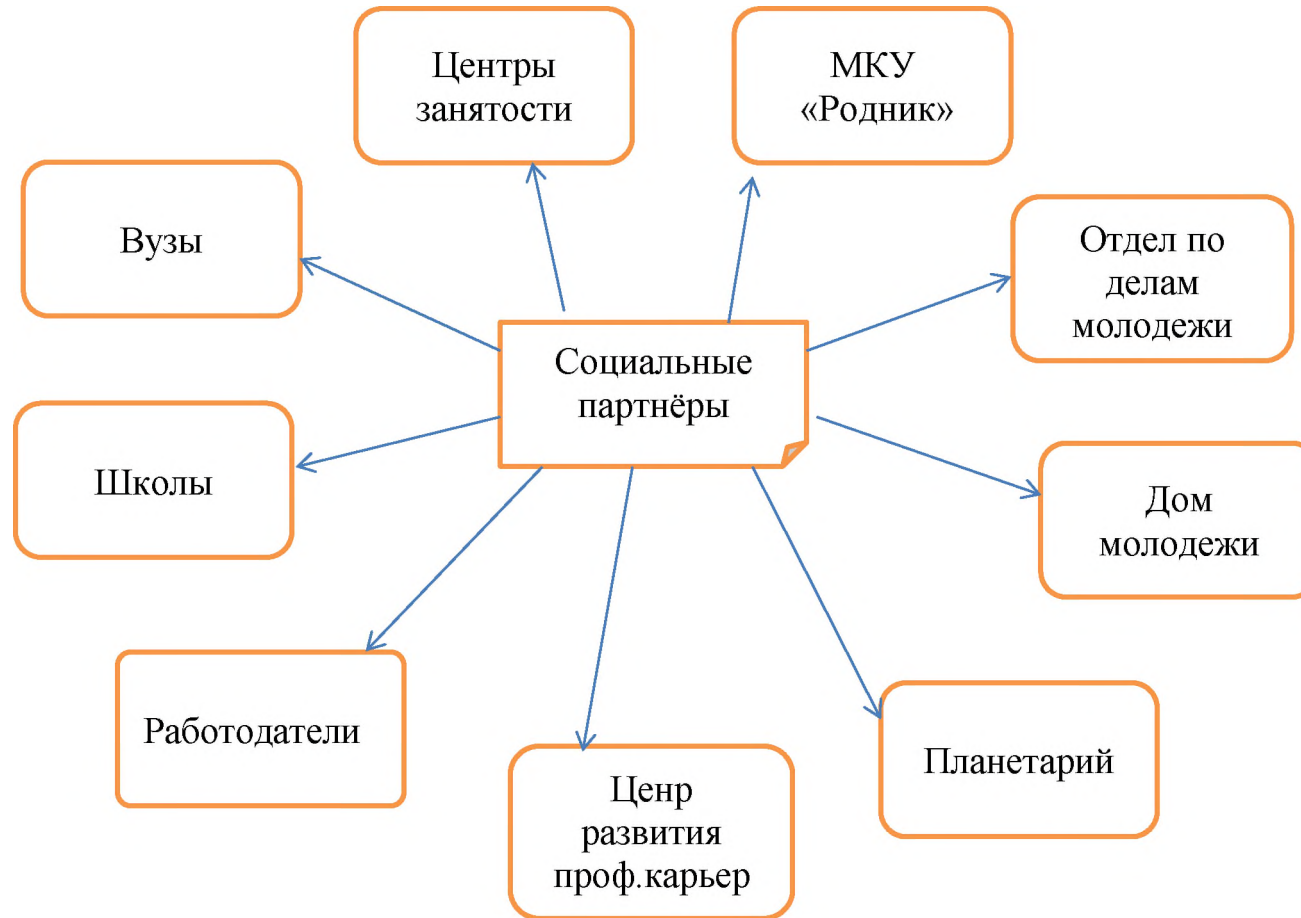 Центры
занятости
МКУ
«Родник»
Вузы
Отдел по
делам
молодежи
Социальные
партнёры
Школы
Дом
молодежи
Работодатели
Планетарий
Ценр
развития
проф.карьер